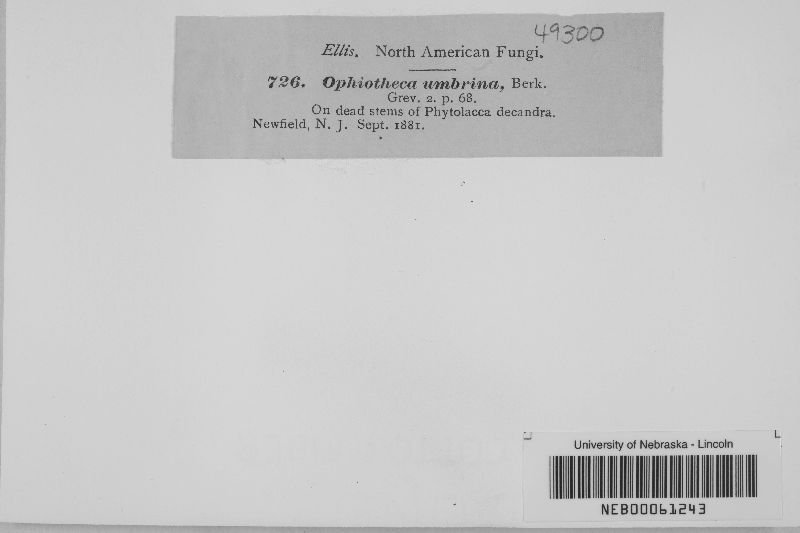 49300
Ellis. North American Fungi.
726. Ophiotheca umbrina, Berk.
Grev. 2. p. 68.
On dead stems of Phytolacca decandra.
Newfield, N. J. Sept. 1881.
University of Nebraska - Lincoln
NEB00061243